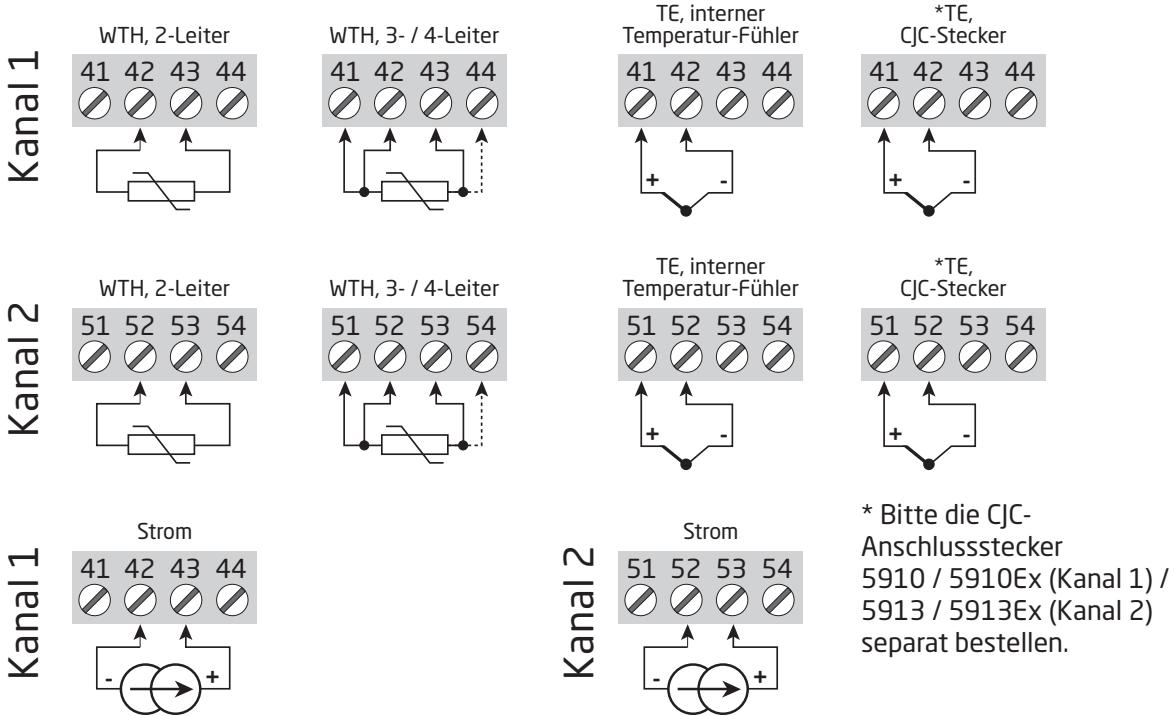 Kanal 1
WTH, 2-Leiter
41 42 43 44
WTH, 3- / 4-Leiter
41 42 43 44
TE, interner
Temperatur-Fühler
41 42 43 44
+ -
*TE,
CJC-Stecker
41 42 43 44
+ -
Kanal 2
WTH, 2-Leiter
51 52 53 54
WTH, 3- / 4-Leiter
51 52 53 54
TE, interner
Temperatur-Fühler
51 52 53 54
+ -
*TE,
CJC-Stecker
51 52 53 54
+ -
Kanal 1
Strom
41 42 43 44
- +
Kanal 2
Strom
51 52 53 54
- +
* Bitte die CJC-
Anschlussstecker
5910 / 5910Ex (Kanal 1) /
5913 / 5913Ex (Kanal 2)
separat bestellen.